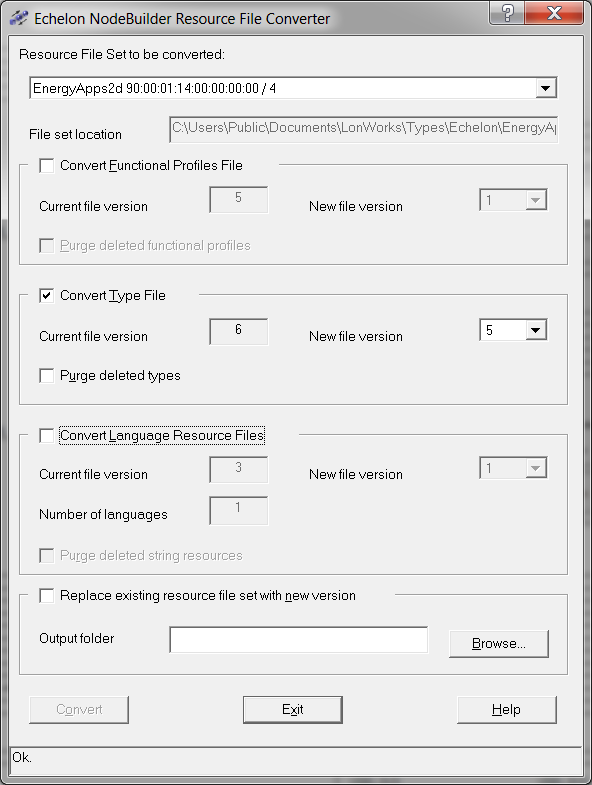 Echelon NodeBuilder Resource File Converter
Resource File Set to be converted:
EnergyApps2d 90:00:01:14:00:00:00:00 / 4
File set location C:\Users\Public\Documents\LonWorks\Types\Echelon\EnergyAp
Convert Functional Profiles File
Current file version 5 New file version 1
Purge deleted functional profiles
Convert Type File
Current file version 6 New file version 5
Purge deleted types
Convert Language Resource Files
Current file version 3 New file version 1
Number of languages 1
Purge deleted string resources
Replace existing resource file set with new version
Output folder Browse...
Convert Exit Help
Ok.